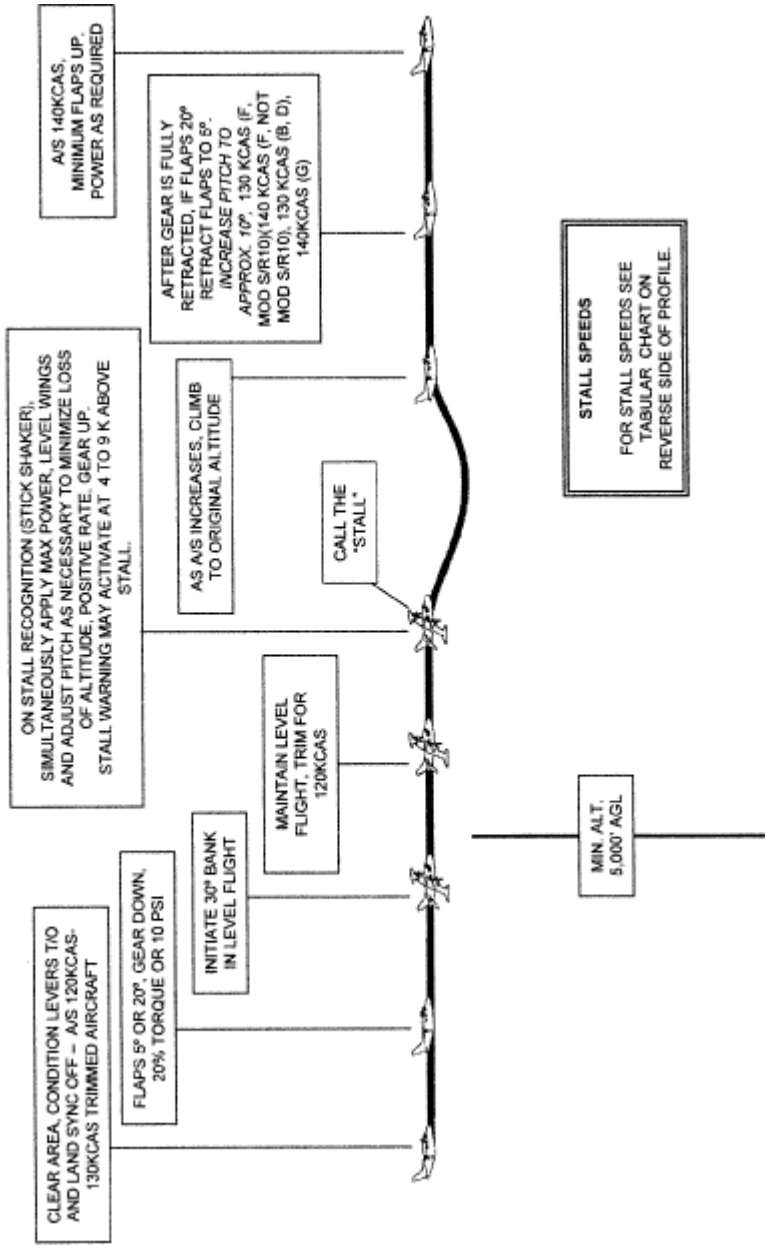 CLEAR AREA, CONDITION LEVERS T/O
AND LAND SYNC OFF – A/S 120KCAS-
130KCAS TRIMMED AIRCRAFT
FLAPS 5º OR 20º, GEAR DOWN,
20% TORQUE OR 10 PSI
INITIATE 30º BANK
IN LEVEL FLIGHT
MAINTAIN LEVEL
FLIGHT, TRIM FOR
120KCAS
ON STALL RECOGNITION (STICK SHAKER),
SIMULTANEOUSLY APPLY MAX POWER, LEVEL WINGS
AND ADJUST PITCH AS NECESSARY TO MINIMIZE LOSS
OF ALTITUDE, POSITIVE RATE, GEAR UP.
STALL WARNING MAY ACTIVATE AT 4 TO 9 K ABOVE
STALL.
CALL THE
"STALL"
AS A/S INCREASES, CLIMB
TO ORIGINAL ALTITUDE
AFTER GEAR IS FULLY
RETRACTED, IF FLAPS 20º
RETRACT FLAPS TO 5º.
INCREASE PITCH TO
APPROX. 10º, 130 KCAS (F,
MOD S/R10)(140 KCAS (F, NOT
MOD S/R10), 130 KCAS (B, D),
140KCAS (G)
A/S 140KCAS,
MINIMUM FLAPS UP.
POWER AS REQUIRED
MIN. ALT.
5,000' AGL
STALL SPEEDS
FOR STALL SPEEDS SEE
TABULAR CHART ON
REVERSE SIDE OF PROFILE.